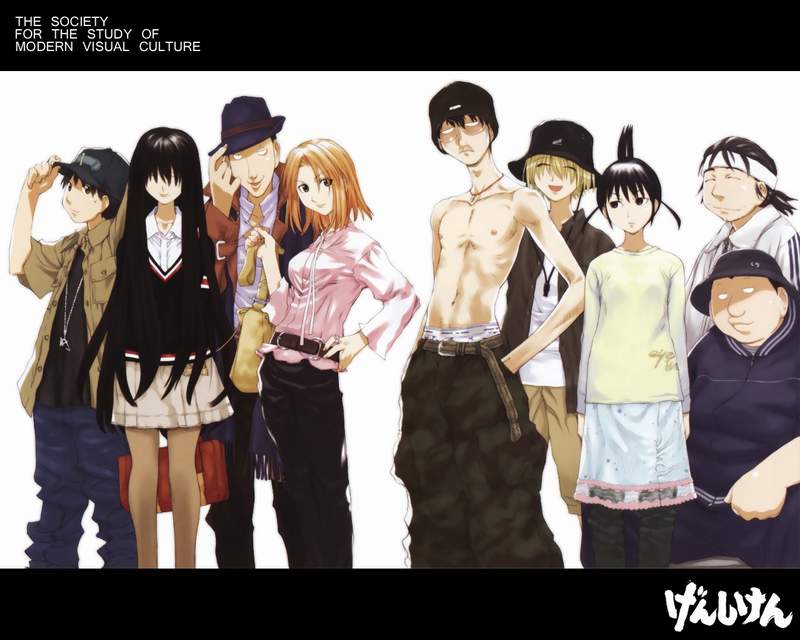 THE SOCIETY
FOR THE STUDY OF
MODERN VISUAL CULTURE
げんしけん